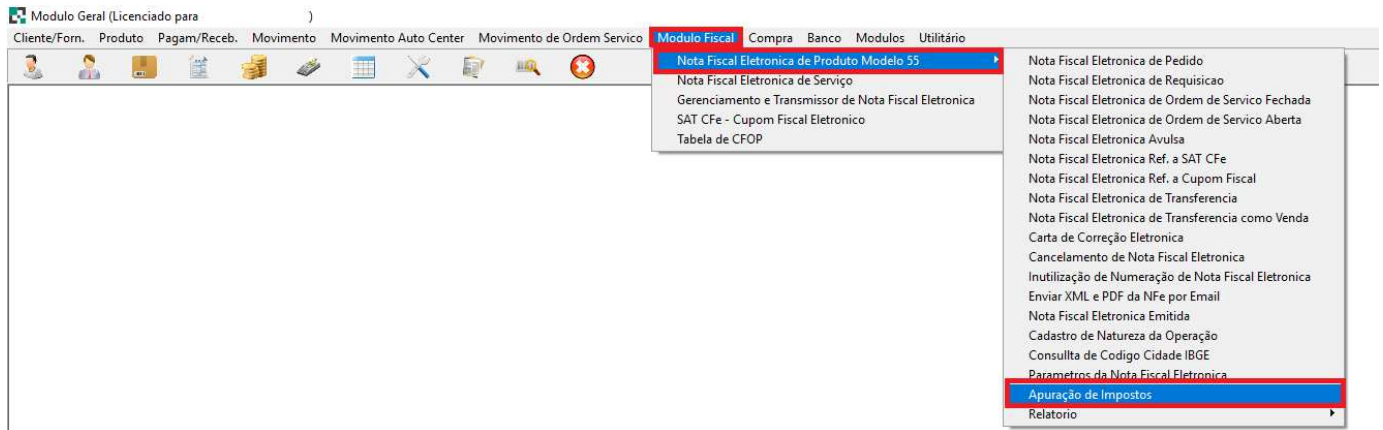 Modulo Geral (Licenciado para )
Cliente/Forn. Produto Pagam/Receb. Movimento Movimento Auto Center Movimento de Ordem Servico Modulo Fiscal Compra Banco Modulos Utilitário
Nota Fiscal Eletronica de Produto Modelo 55
Nota Fiscal Eletronica de Serviço
Gerenciamento e Transmissor de Nota Fiscal Eletronica
SAT CFe - Cupom Fiscal Eletronico
Tabela de CFOP
Nota Fiscal Eletronica de Pedido
Nota Fiscal Eletronica de Requisicao
Nota Fiscal Eletronica de Ordem de Servico Fechada
Nota Fiscal Eletronica de Ordem de Servico Aberta
Nota Fiscal Eletronica Avulsa
Nota Fiscal Eletronica Ref. a SAT CFe
Nota Fiscal Eletronica Ref. a Cupom Fiscal
Nota Fiscal Eletronica de Transferencia
Nota Fiscal Eletronica de Transferencia como Venda
Carta de Correção Eletronica
Cancelamento de Nota Fiscal Eletronica
Inutilização de Numeração de Nota Fiscal Eletronica
Enviar XML e PDF da NFe por Email
Nota Fiscal Eletronica Emitida
Cadastro de Natureza da Operação
Consullta de Codigo Cidade IBGE
Parametros da Nota Fiscal Eletronica
Apuração de Impostos
Relatorio